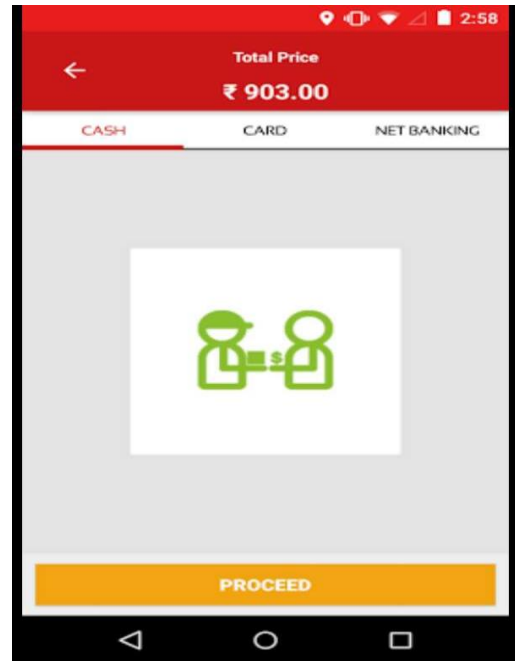 2:58
Total Price
₹ 903.00
CASH CARD NET BANKING
$
PROCEED